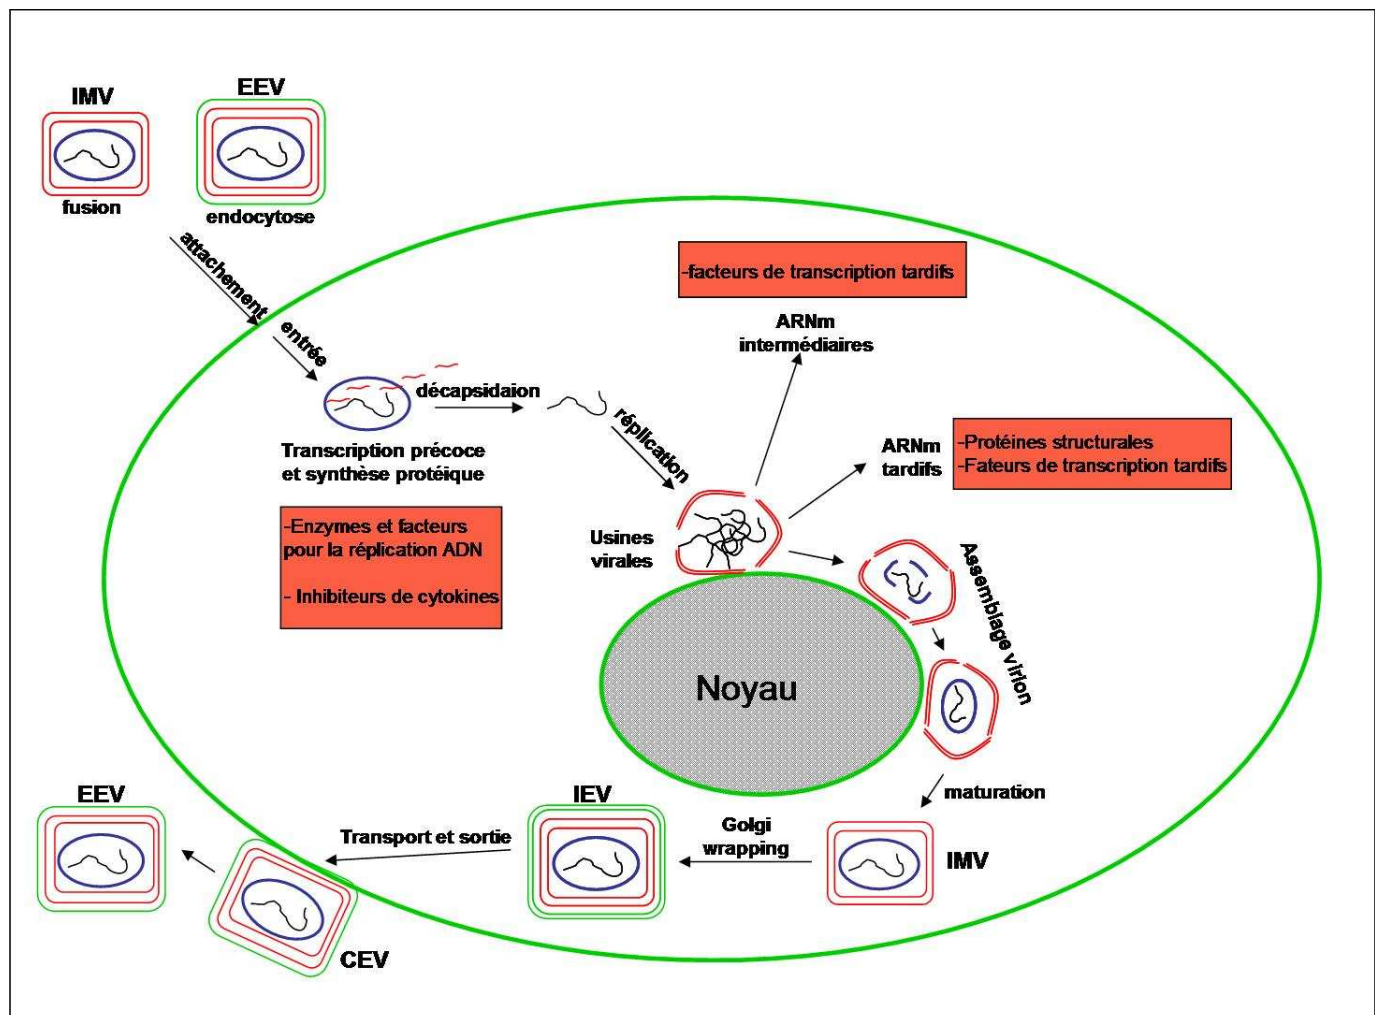 IMV
EEV
fusion
endocytose
attachement
entrée
-facteurs de transcription tardifs
ARNm
intermédiaires
décapsidaion
réplication
Transcription précoce
et synthèse protéique
ARNm
tardifs
-Protéines structurales
-Fateurs de transcription tardifs
-Enzymes et facteurs
pour la réplication ADN
- Inhibiteurs de cytokines
Usines
virales
Assemblage virion
Noyau
maturation
EEV
IEV
Transport et sortie
Golgi
wrapping
IMV
CEV